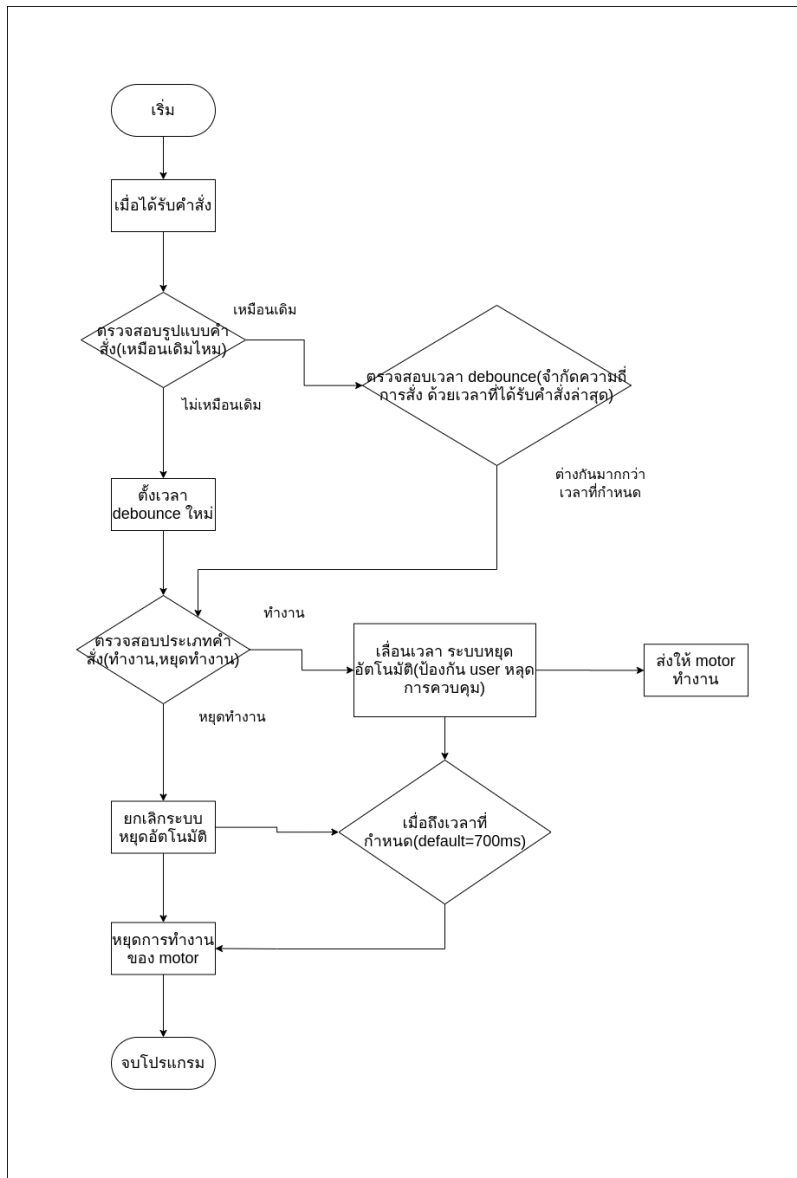 เริ่ม
เมื่อได้รับคำสั่ง
เหมือนเดิม
ตรวจสอบรูปแบบคำ
สั่ง(เหมือนเดิมไหม)
ตรวจสอบเวลา debounce(จำกัดความถี่
การสั่ง ด้วยเวลาที่ได้รับคำสั่งล่าสุด)
ไม่เหมือนเดิม
ต่างกันมากกว่า
เวลาที่กำหนด
ตั้งเวลา
debounce ใหม่
ทำงาน
ตรวจสอบประเภทคำ
สั่ง(ทำงาน,หยุดทำงาน)
เลื่อนเวลา ระบบหยุด
อัตโนมัติ(ป้องกัน user หลุด
การควบคุม)
ส่งให้ motor
ทำงาน
หยุดทำงาน
ยกเลิกระบบ
หยุดอัตโนมัติ
เมื่อถึงเวลาที่
กำหนด(default=700ms)
หยุดการทำงาน
ของ motor
จบโปรแกรม